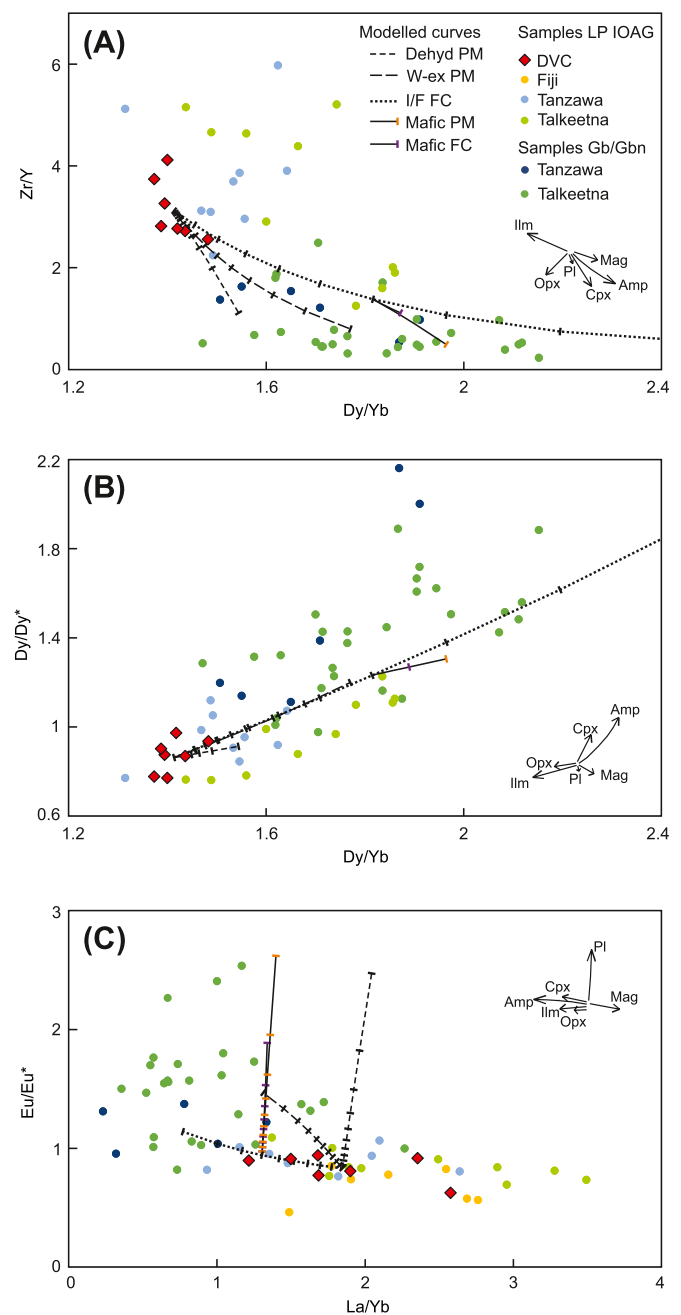 (A)
Modelled curves
Dehyd PM
W-ex PM
I/F FC
Mafic PM
Mafic FC
Samples LP IOAG
DVC
Fiji
Tanzawa
Talkeetna
Samples Gb/Gbn
Tanzawa
Talkeetna
Ilm
Mag
Opx
Pl
Cpx
Amp
6
4
2
0
Zr/Y
1.2
1.6
2
2.4
Dy/Yb
(B)
2.2
1.8
1.4
1
0.6
Dy/Dy*
Amp
Cpx
Opx
Ilm
Pl
Mag
1.2
1.6
2
2.4
Dy/Yb
(C)
3
2
1
0
Eu/Eu*
Pl
Cpx
Amp
Mag
Ilm
Opx
0
1
2
3
4
La/Yb